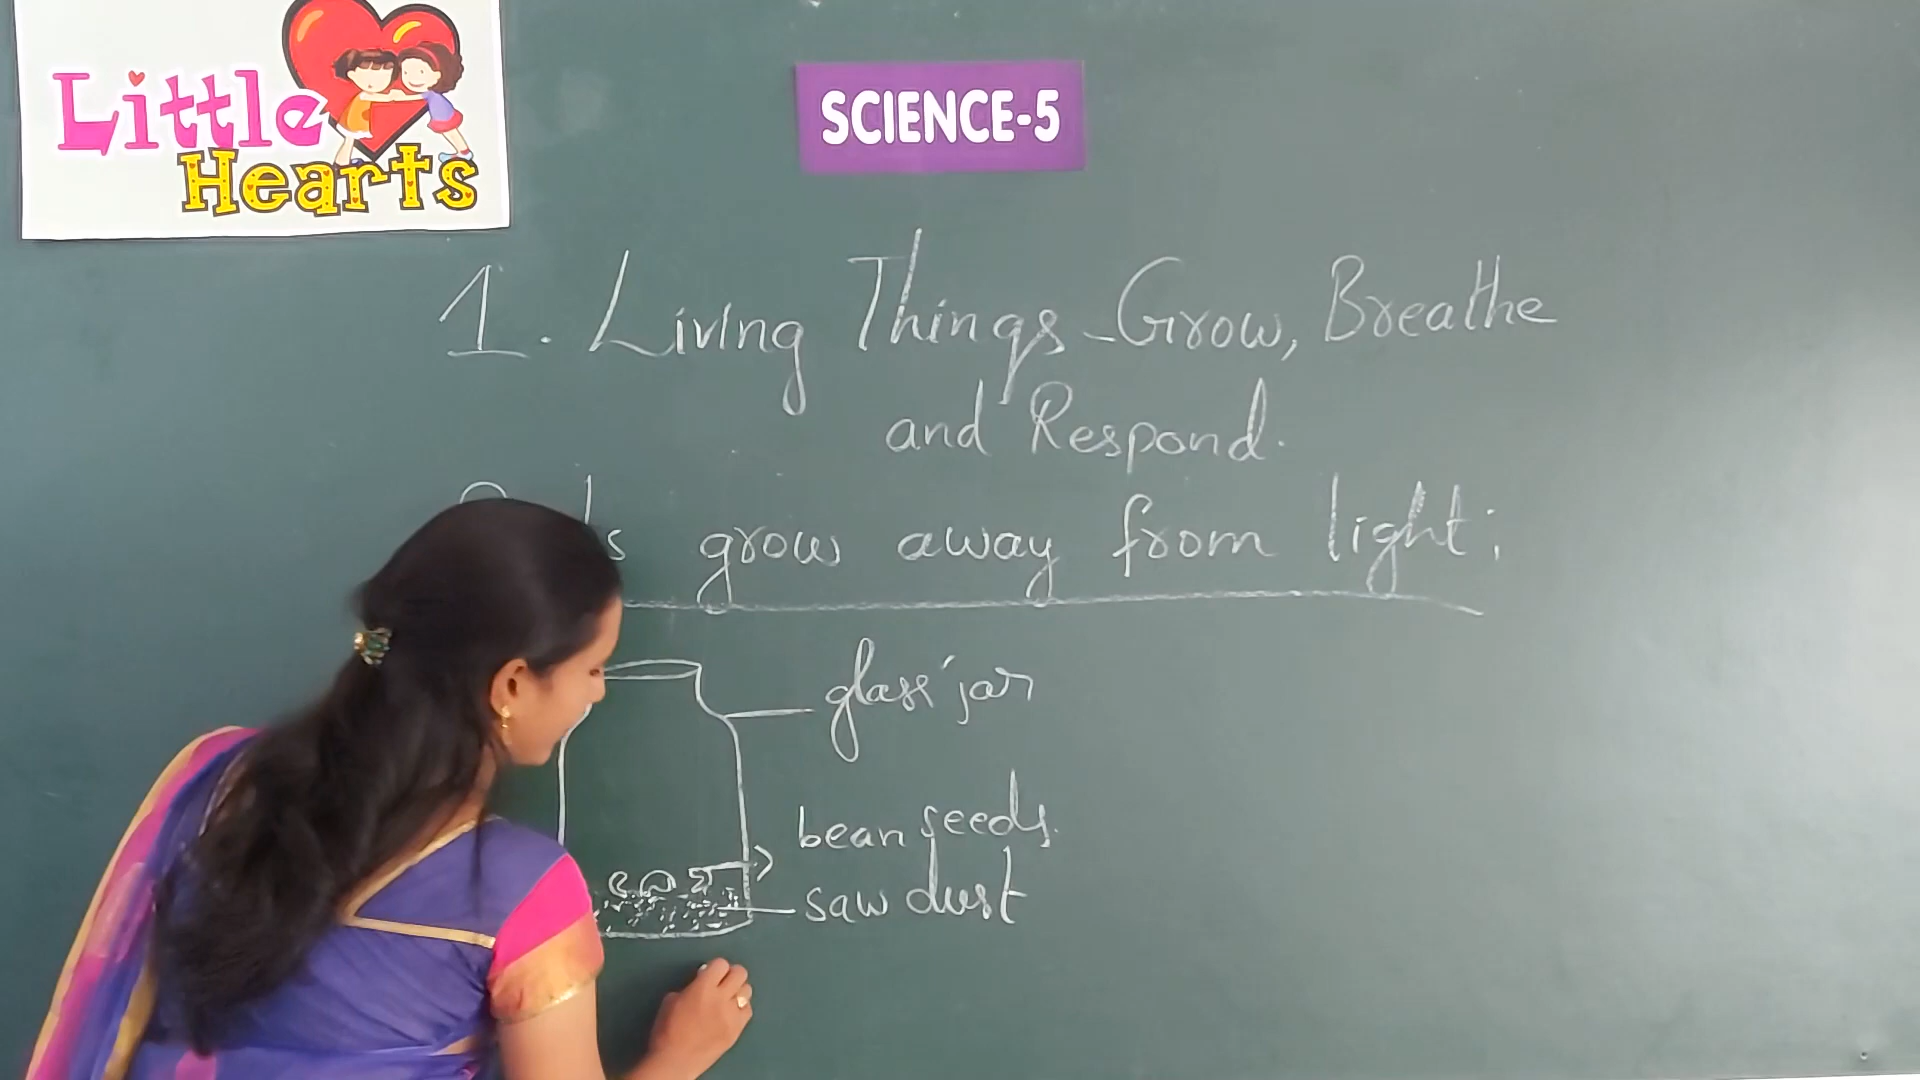 Little
Hearts
SCIENCE-5
1. Living Things - Grow, Breathe
and Respond.
grow away from light;
glass jar
bean seeds.
saw dust